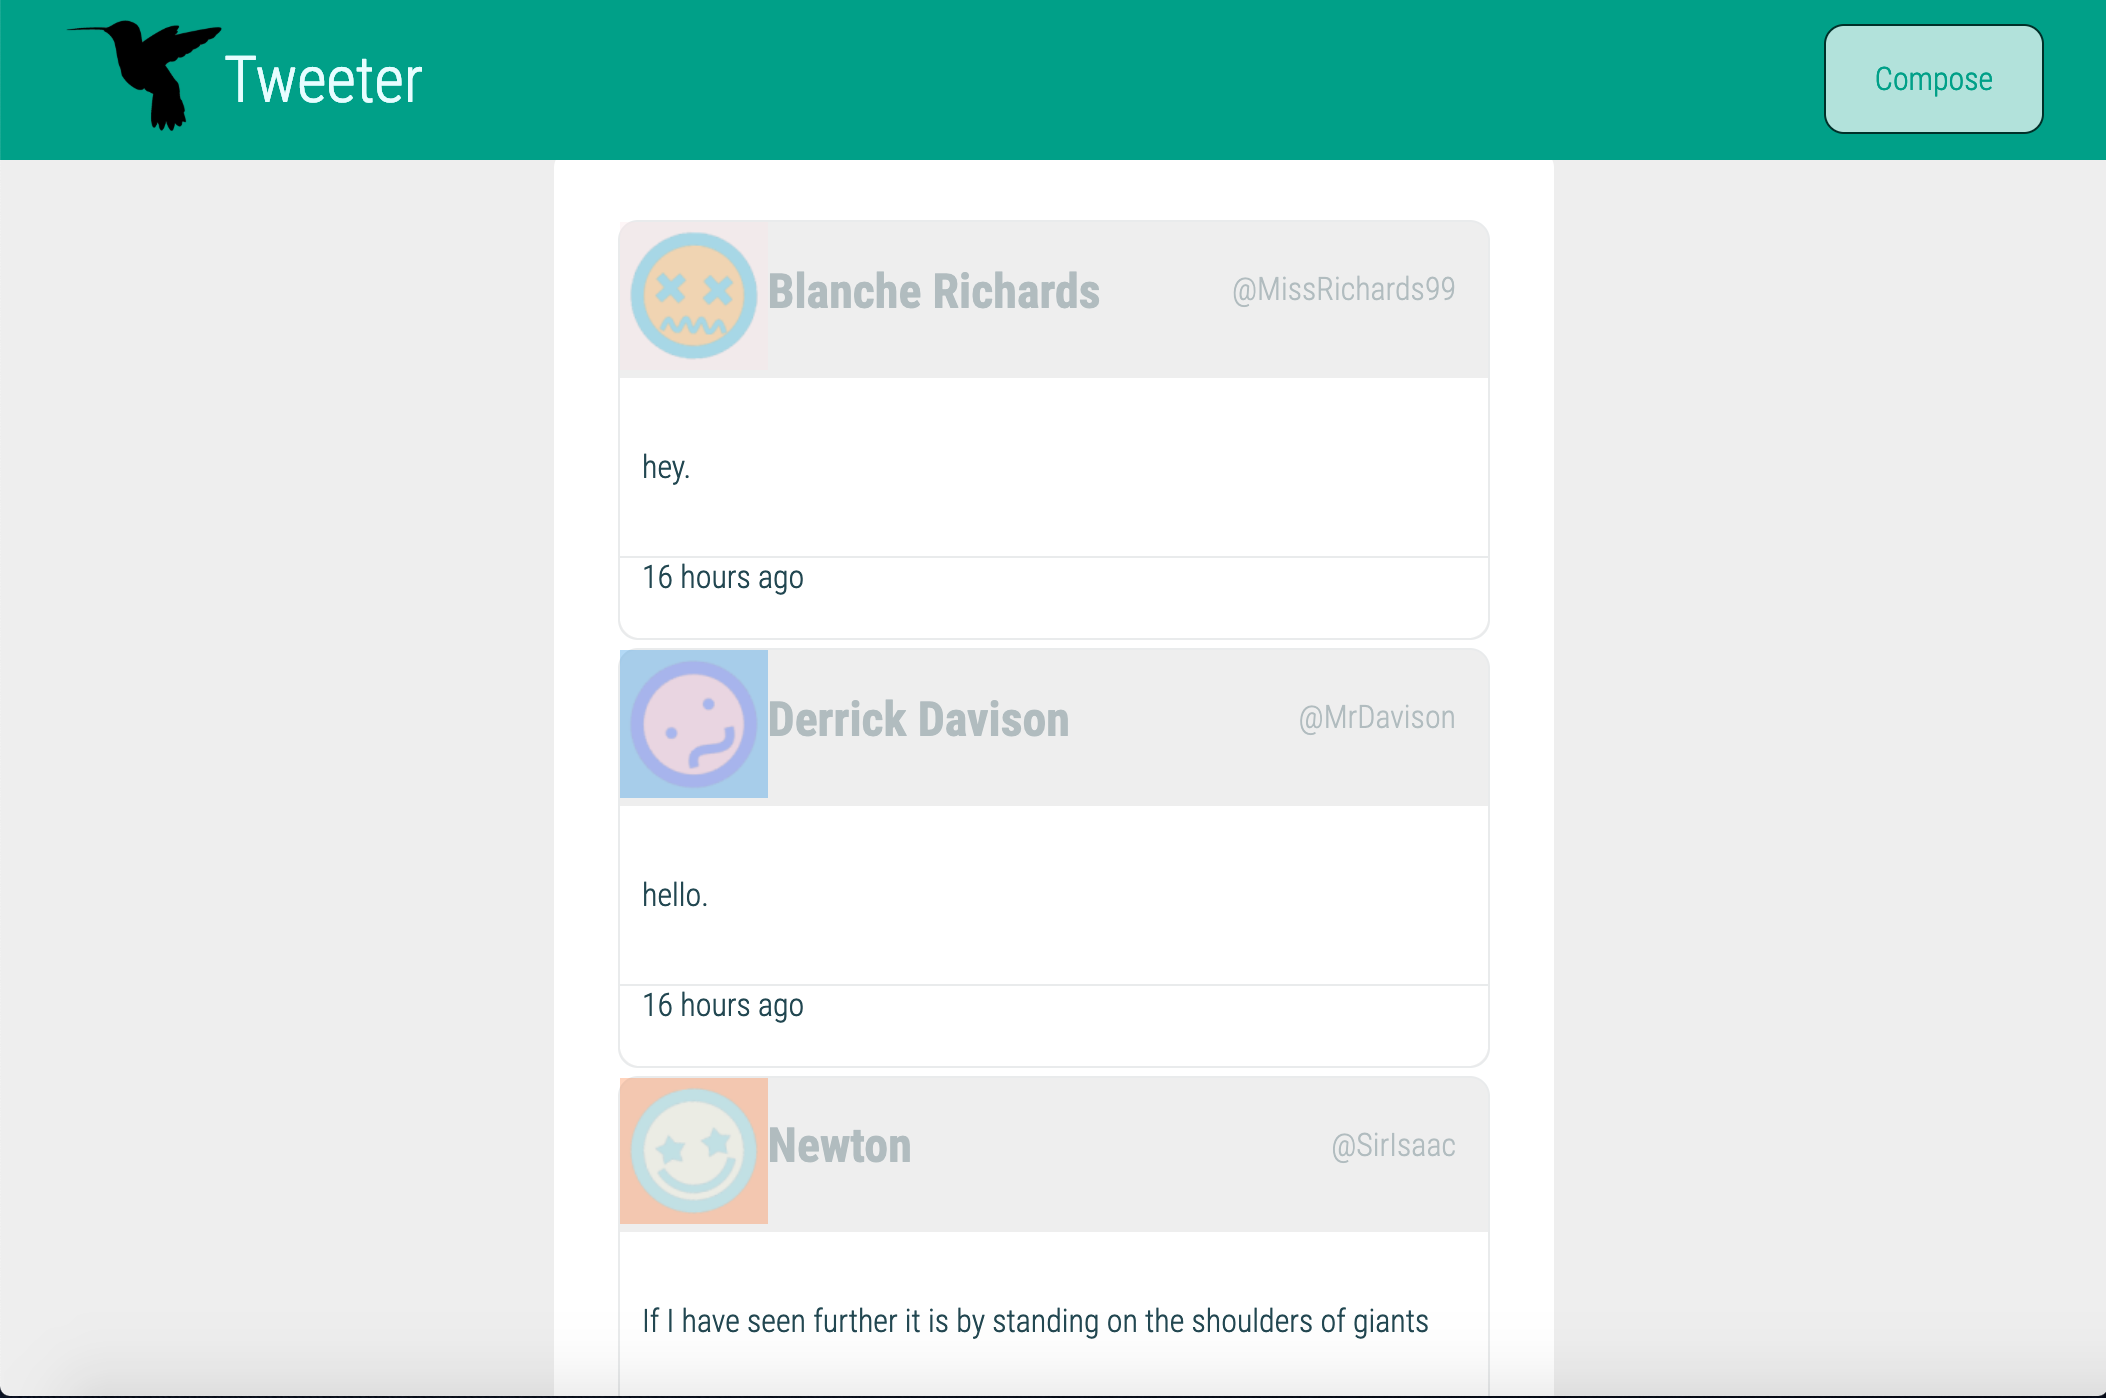 Tweeter
Compose
Blanche Richards @MissRichards99
hey.
16 hours ago
Derrick Davison @MrDavison
hello.
16 hours ago
Newton @SirIsaac
If I have seen further it is by standing on the shoulders of giants